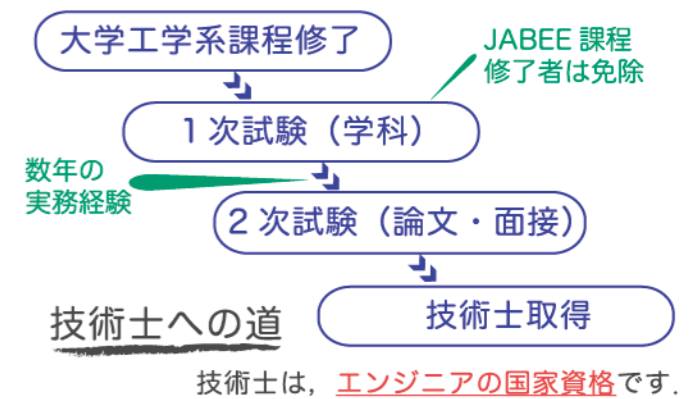 大学工学系課程修了
JABEE 課程
修了者は免除
1次試験（学科）
数年の
実務経験
2次試験（論文・面接）
技術士取得
技術士への道
技術士は，エンジニアの国家資格です．